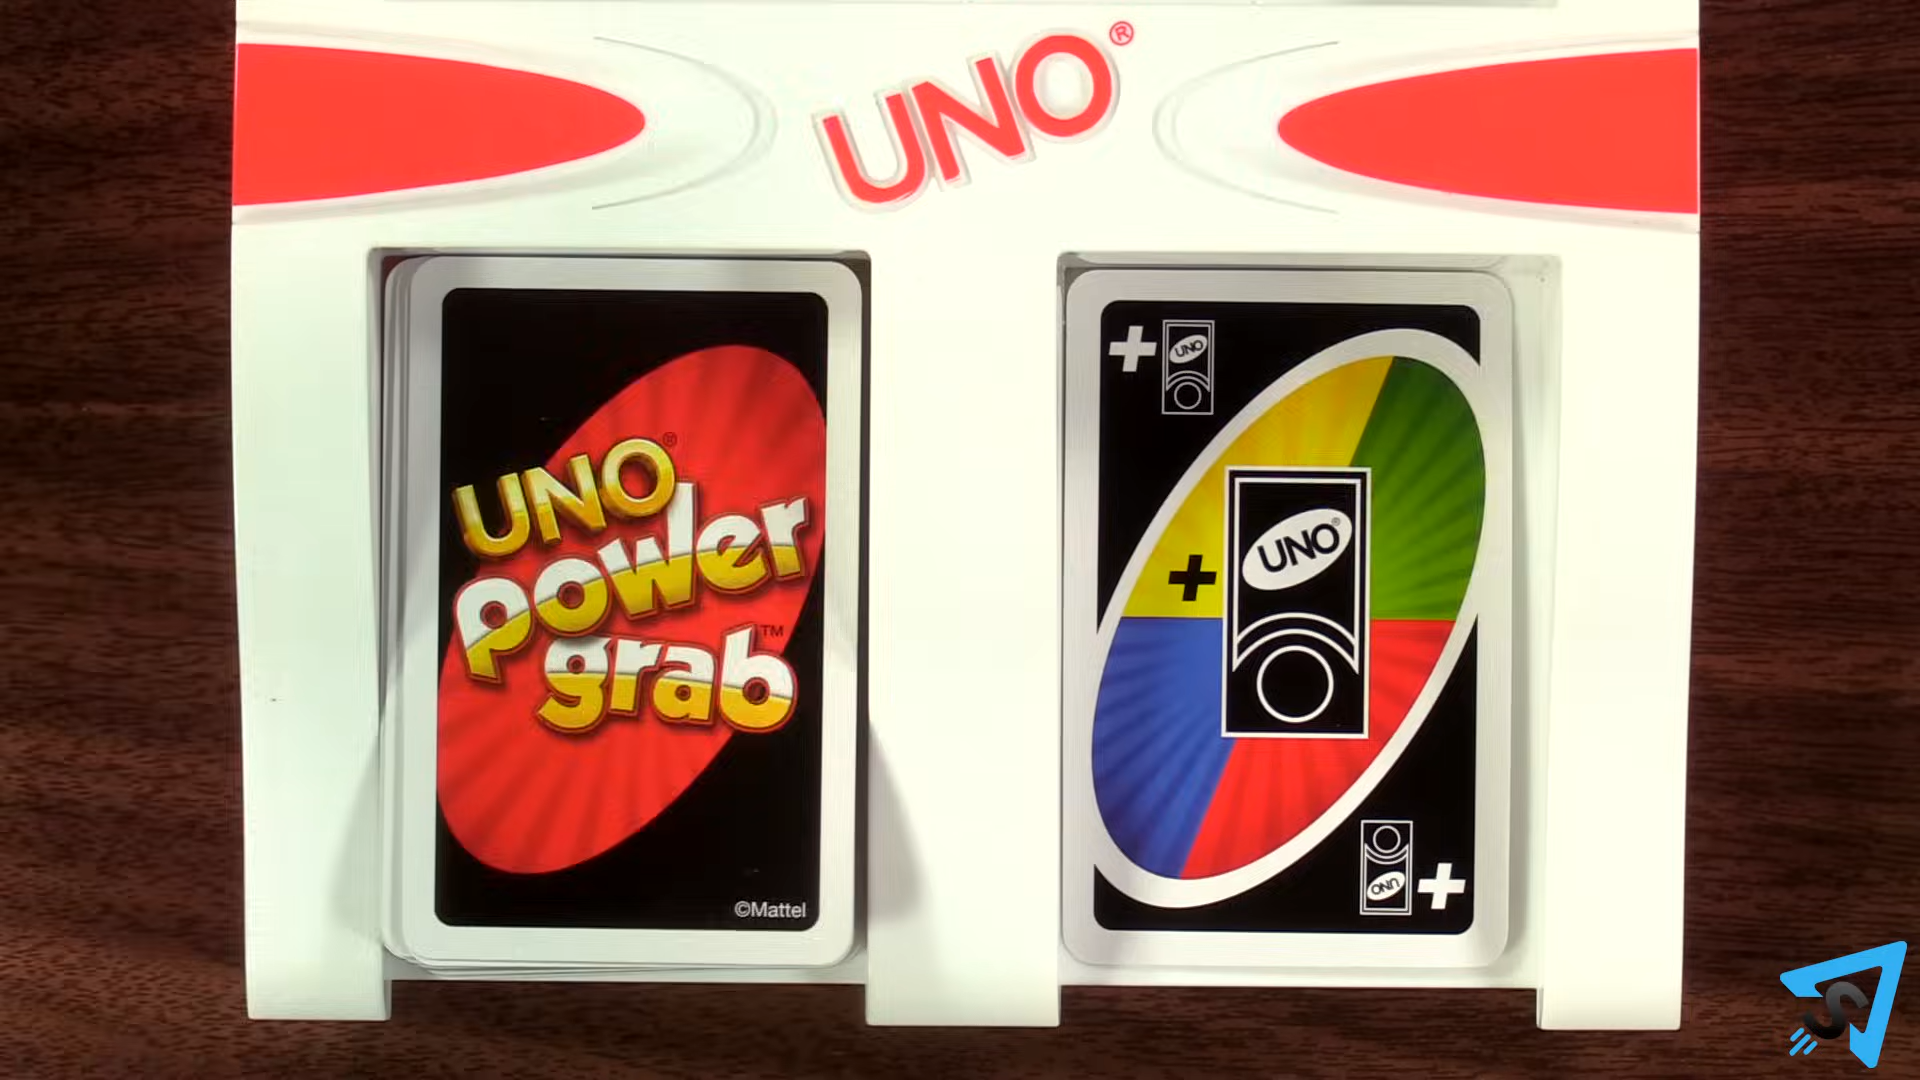 UNO®
UNO®
power
grab™
©Mattel
+ UNO
+ UNO®
UNO +
S